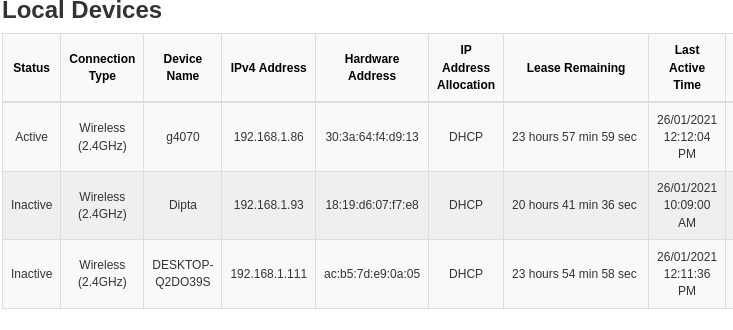 Local Devices
Status Connection Type Device Name IPv4 Address Hardware Address IP Address Allocation Lease Remaining Last Active Time
Active Wireless (2.4GHz) g4070 192.168.1.86 30:3a:64:f4:d9:13 DHCP 23 hours 57 min 59 sec 26/01/2021 12:12:04 PM
Inactive Wireless (2.4GHz) Dipta 192.168.1.93 18:19:d6:07:f7:e8 DHCP 20 hours 41 min 36 sec 26/01/2021 10:09:00 AM
Inactive Wireless (2.4GHz) DESKTOP-Q2DO39S 192.168.1.111 ac:b5:7d:e9:0a:05 DHCP 23 hours 54 min 58 sec 26/01/2021 12:11:36 PM